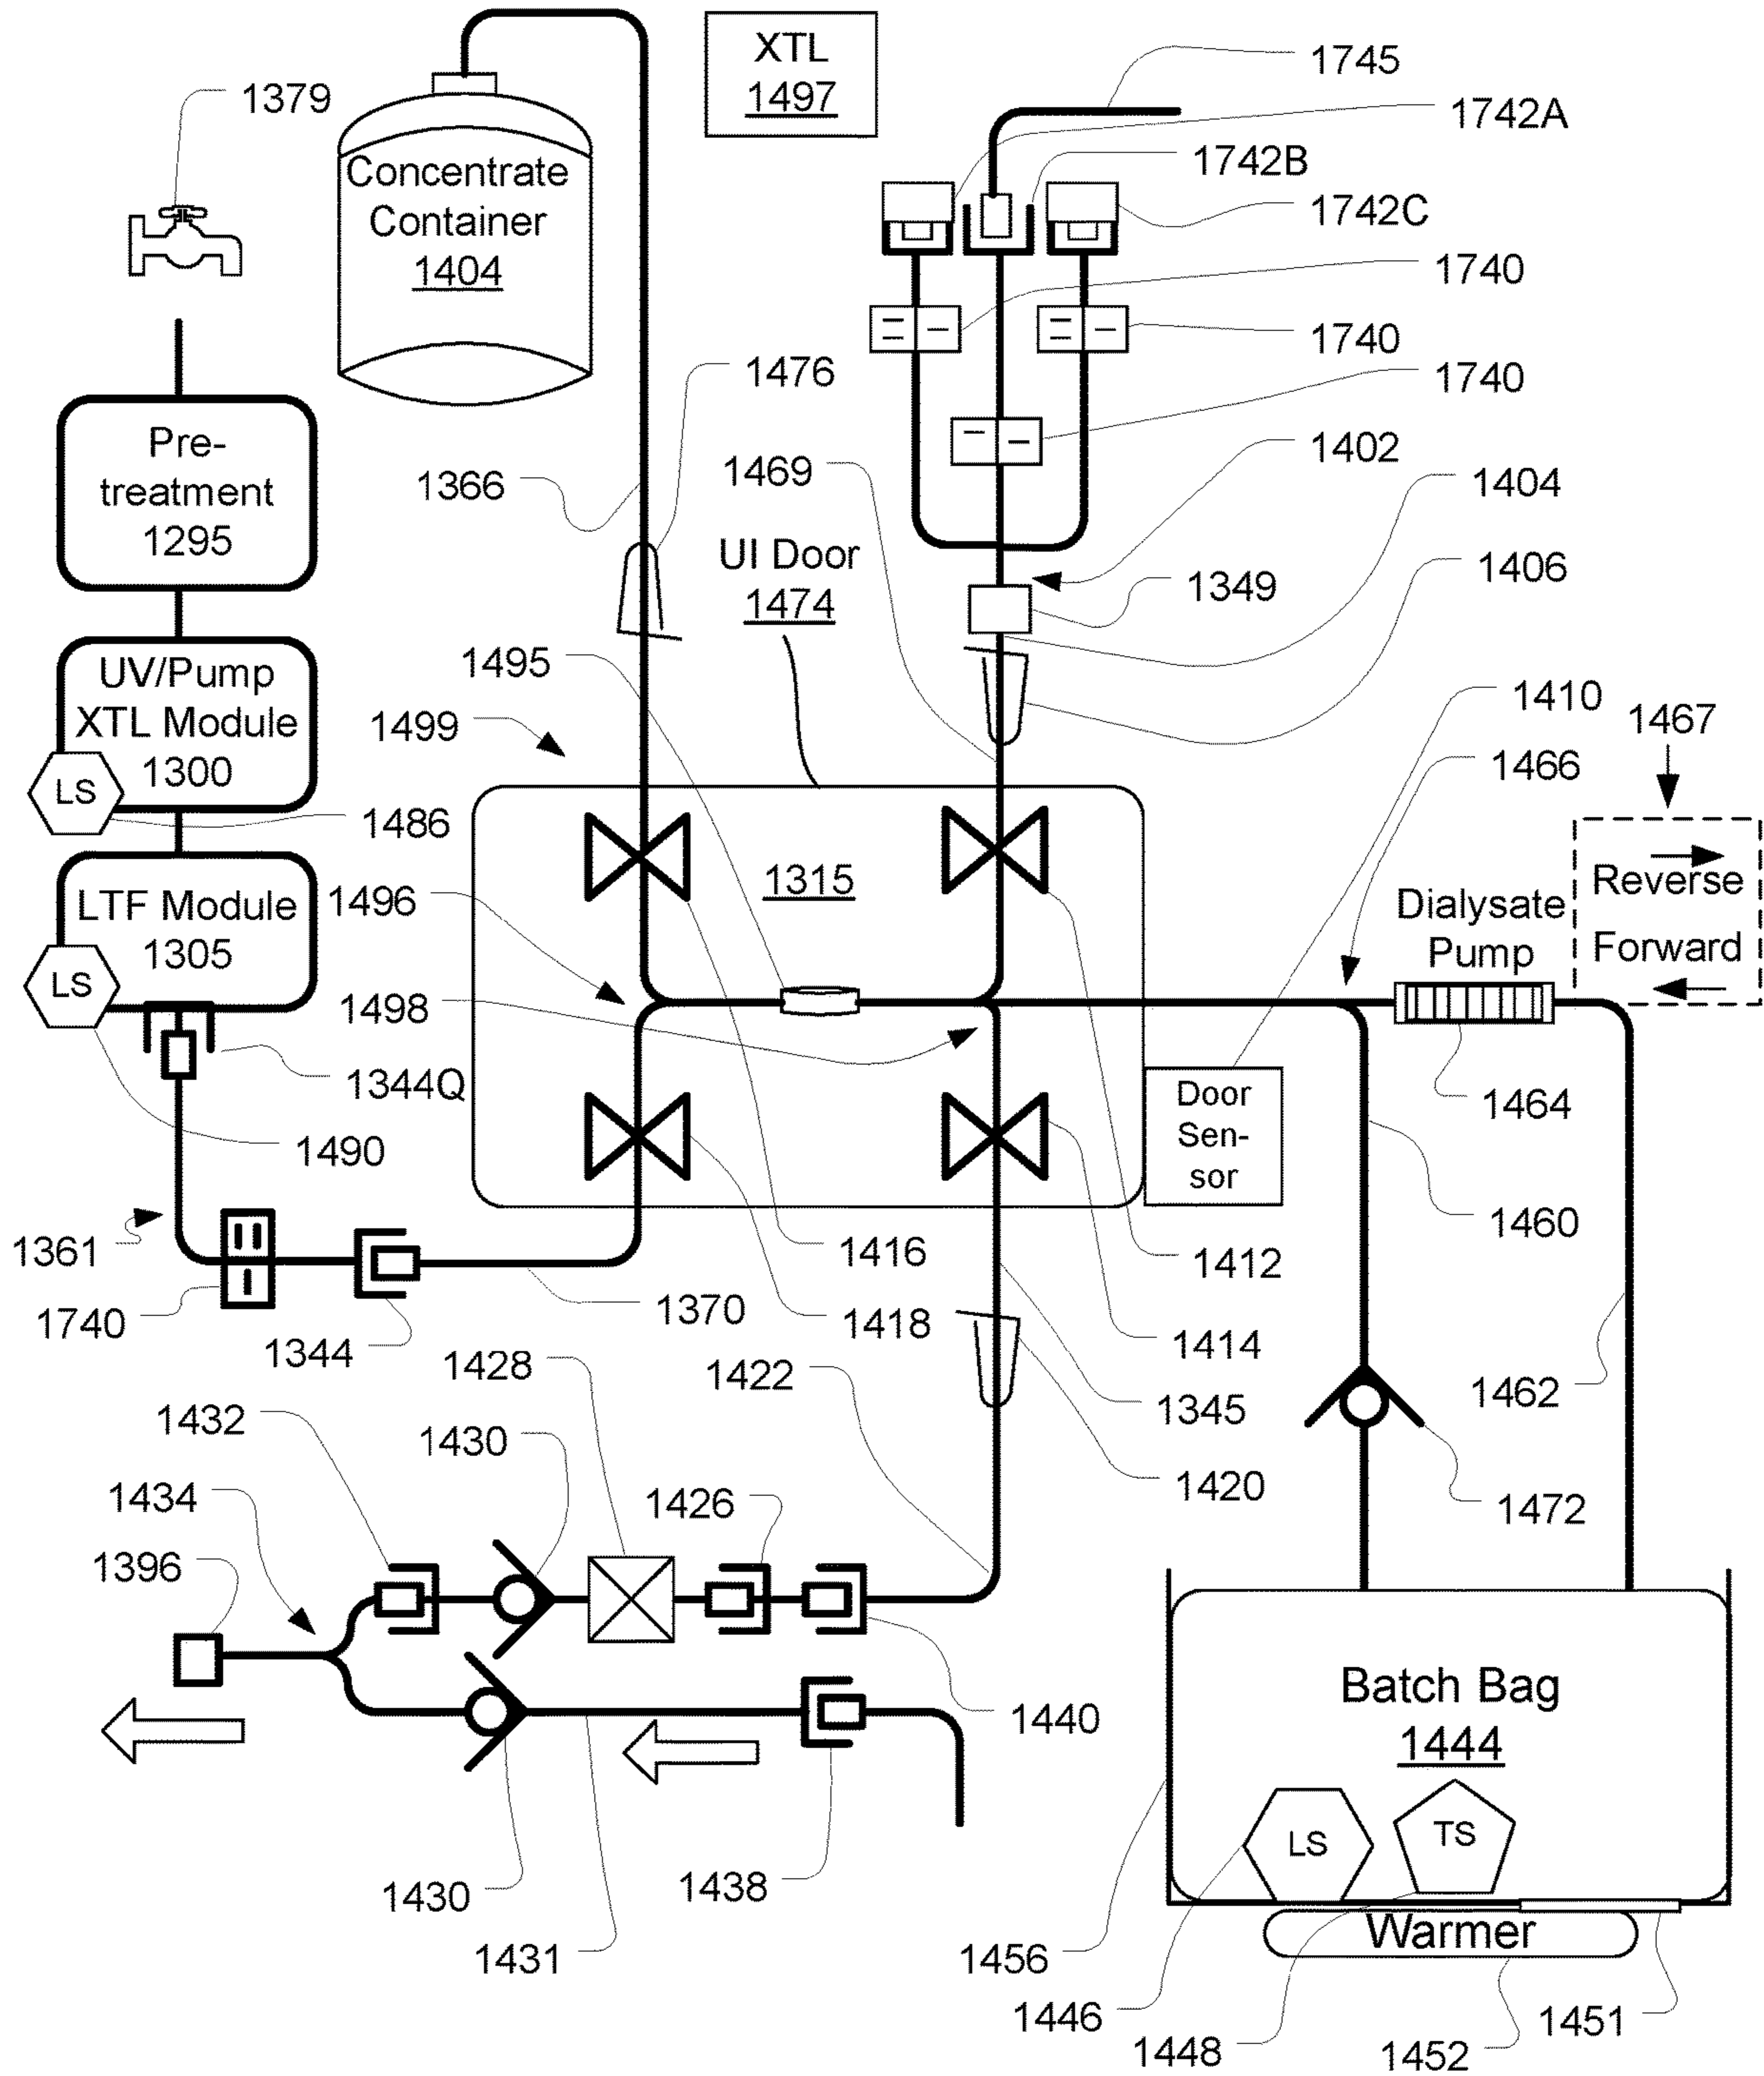 XTL
1497
1745
1379
1742A
Concentrate
Container
1404
1742B
1742C
1740
1740
1476
1740
Pre-
treatment
1295
1366
1469
1402
1404
UI Door
1474
1349
1406
1495
UV/Pump
XTL Module
1300
LS
1499
1410
1467
1466
1486
1315
Reverse
LTF Module
1305
LS
1496
Dialysate
Pump
Forward
1498
1344Q
Door
Sen-
sor
1464
1490
1460
1361
1416
1412
1740
1370
1418
1344
1428
1414
1422
1462
1432
1430
1345
1434
1426
1420
1472
1396
Batch Bag
1444
1440
LS
TS
1430
1438
1431
Warmer
1456
1446
1448
1452
1451